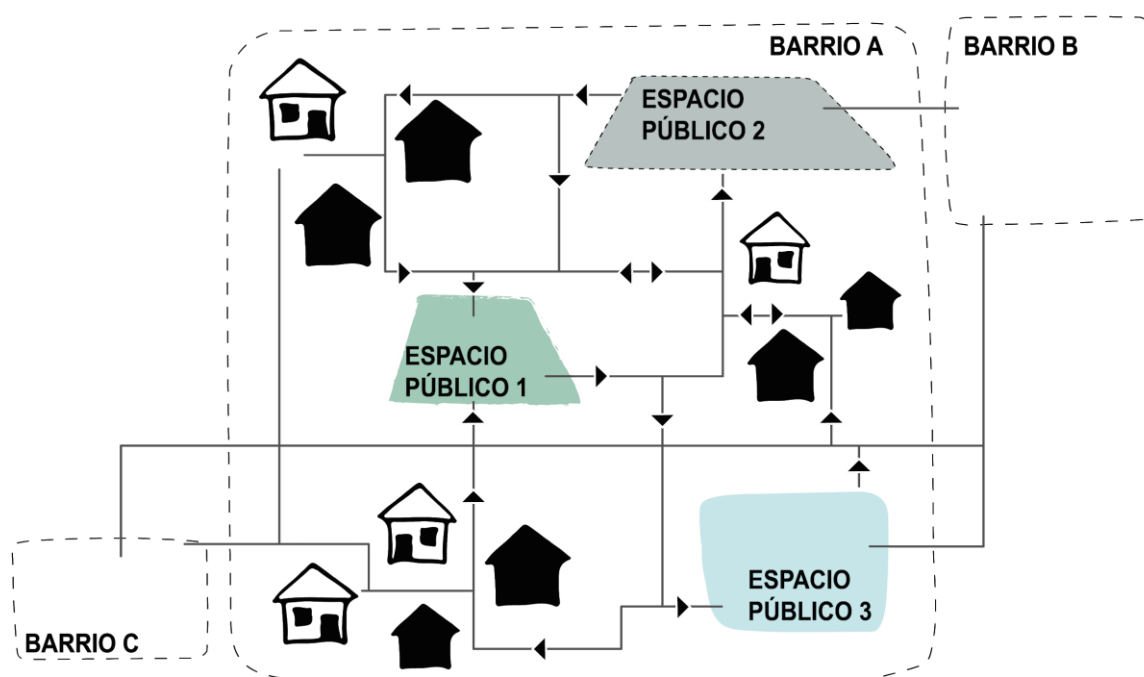 BARRIO A
BARRIO B
ESPACIO
PÚBLICO 2
ESPACIO
PÚBLICO 1
ESPACIO
PÚBLICO 3
BARRIO C